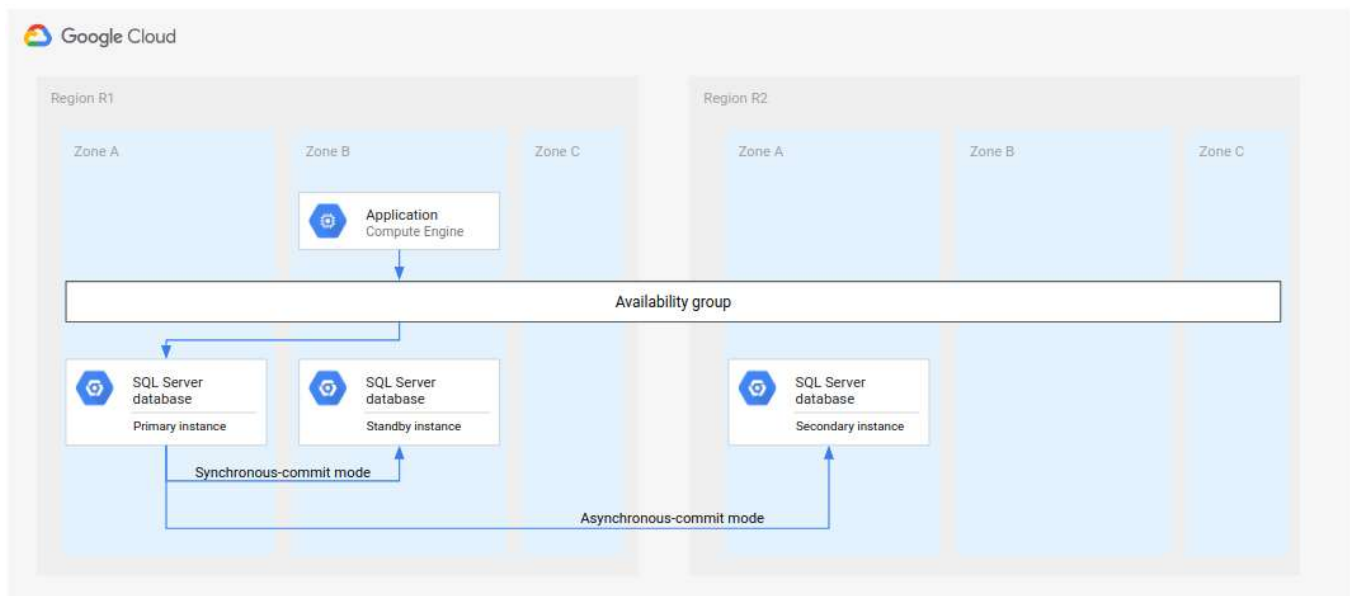 Google Cloud
Region R1
Region R2
Zone A
Zone B
Zone C
Zone A
Zone B
Zone C
Application
Compute Engine
Availability group
SQL Server
database
Primary instance
SQL Server
database
Standby instance
SQL Server
database
Secondary instance
Synchronous-commit mode
Asynchronous-commit mode